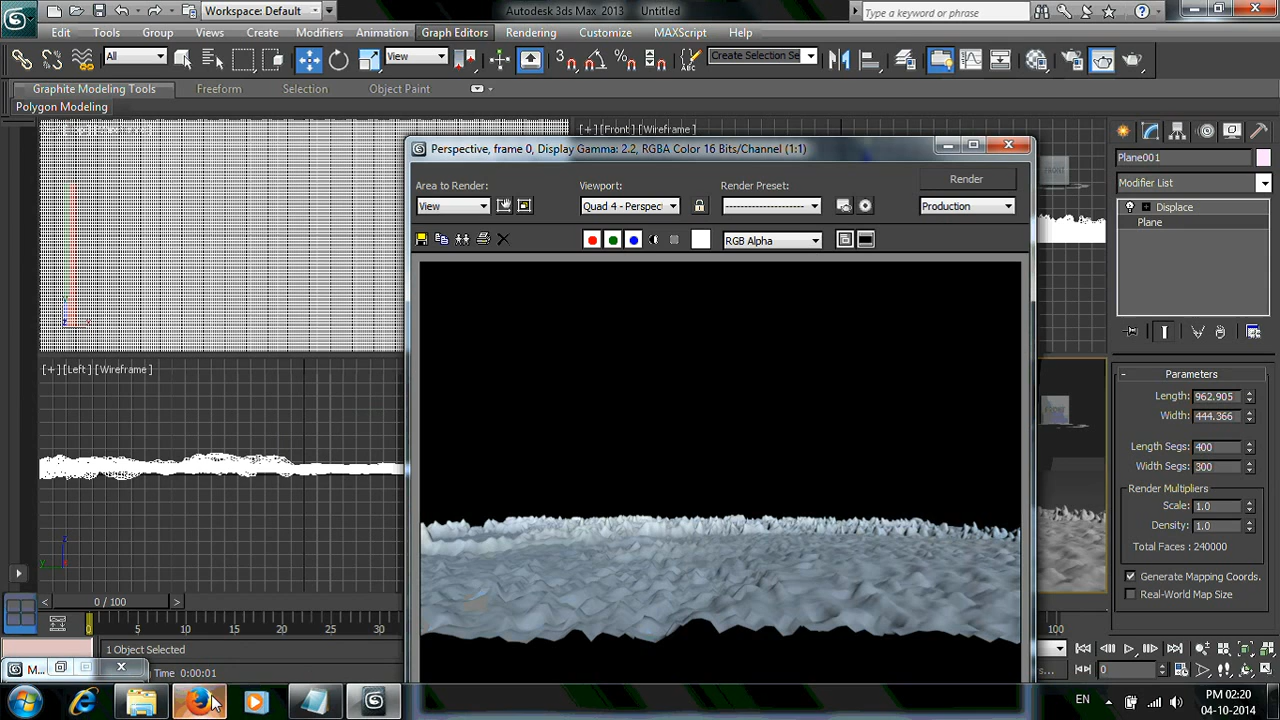 Workspace: Default
Autodesk 3ds Max 2013
Untitled
Type a keyword or phrase
Edit
Tools
Group
Views
Create
Modifiers
Animation
Graph Editors
Rendering
Customize
MAXScript
Help
All
View
3
Create Selection Se
Graphite Modeling Tools
Freeform
Selection
Object Paint
Polygon Modeling
[+] [Front] [Wireframe]
Perspective, frame 0, Display Gamma: 2.2, RGBA Color 16 Bits/Channel (1:1)
Area to Render:
Viewport:
Render Preset:
Render
View
Quad 4 - Perspec
--------------------
Production
RGB Alpha
FRONT
Plane001
Modifier List
Displace
Plane
[+] [Left] [Wireframe]
FRONT
Parameters
Length: 962.905
Width: 444.366
Length Segs: 400
Width Segs: 300
Render Multipliers
Scale: 1.0
Density: 1.0
Total Faces : 240000
Generate Mapping Coords.
Real-World Map Size
z
y
0 / 100
0
5
10
15
20
25
30
100
1 Object Selected
M...
Time 0:00:01
0
EN
PM 02:20
04-10-2014